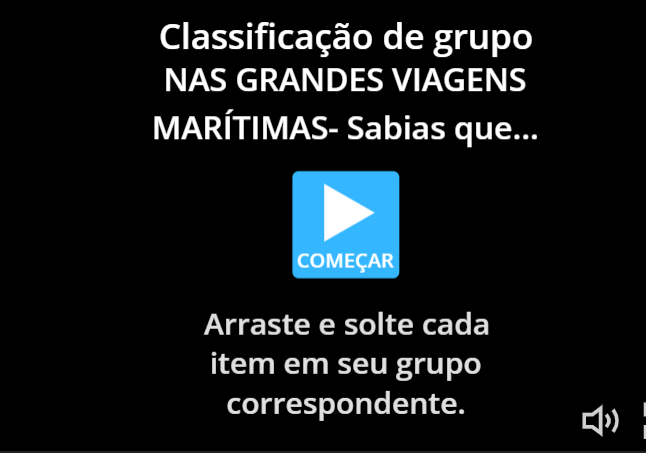 Classificação de grupo
NAS GRANDES VIAGENS
MARÍTIMAS- Sabias que...
COMEÇAR
Arraste e solte cada
item em seu grupo
correspondente.